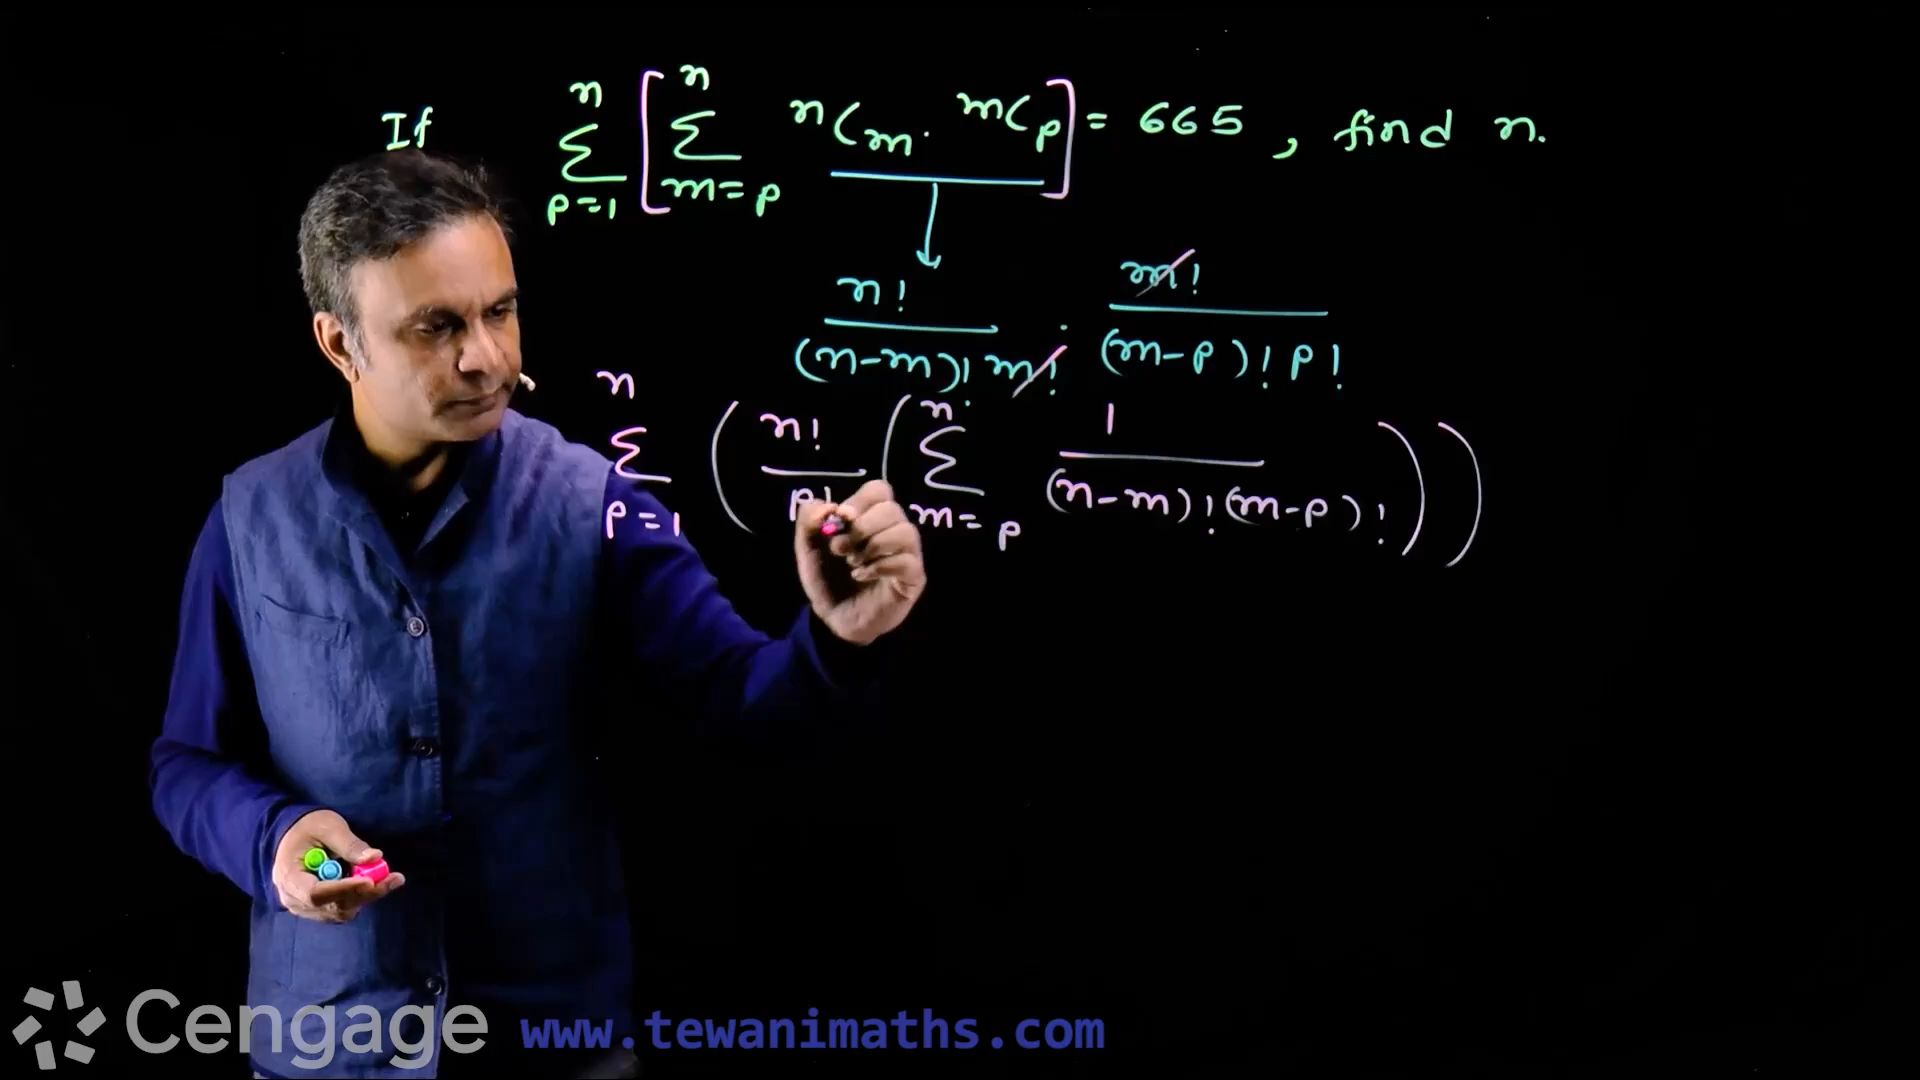 If ∑_{p=1}^{n} [ ∑_{m=p}^{n} ⁿC_m · ᵐC_p ] = 665 , find n.
n! / (n-m)! m! · m! / (m-p)! p!
∑_{p=1}^{n} ( n! / p! ( ∑_{m=p}^{n} 1 / (n-m)! (m-p)! ) )
Cengage www.tewanimaths.com